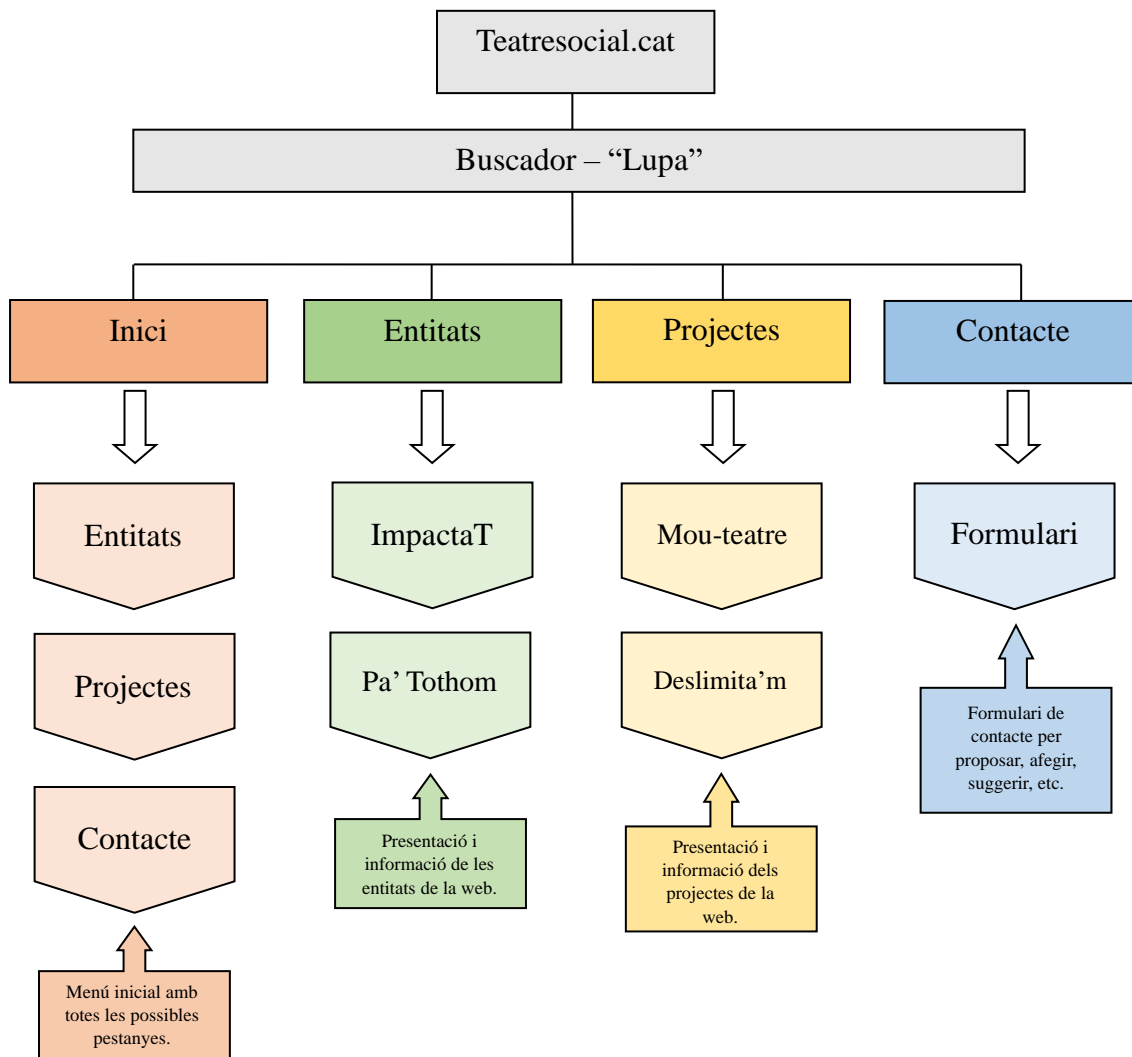 Teatresocial.cat
Buscador – “Lupa”
Inici
Entitats
Projectes
Contacte
Entitats
ImpactaT
Mou-teatre
Formulari
Projectes
Pa’ Tothom
Deslimita’m
Formulari de
contacte per
proposar, afegir,
suggerir, etc.
Contacte
Presentació i
informació de les
entitats de la web.
Presentació i
informació dels
projectes de la
web.
Menú inicial amb
totes les possibles
pestanyes.